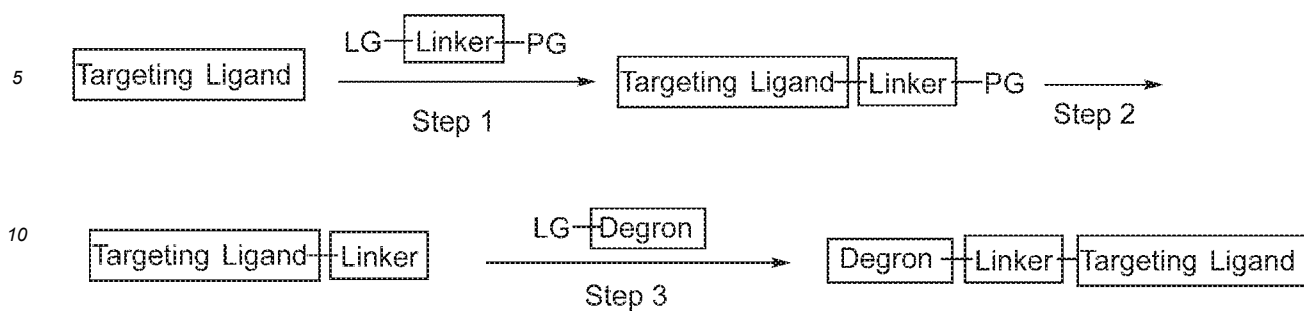 LG Linker PG
5 Targeting Ligand Targeting Ligand Linker PG
Step 1 Step 2
LG Degron
10 Targeting Ligand Linker Degron Linker Targeting Ligand
Step 3